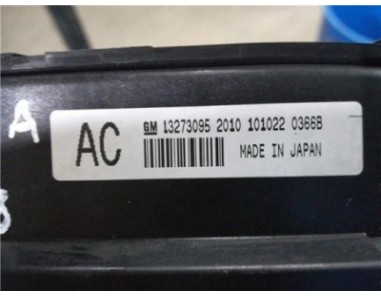 A
AC
GM 13273095 2010 101022 0366B
MADE IN JAPAN